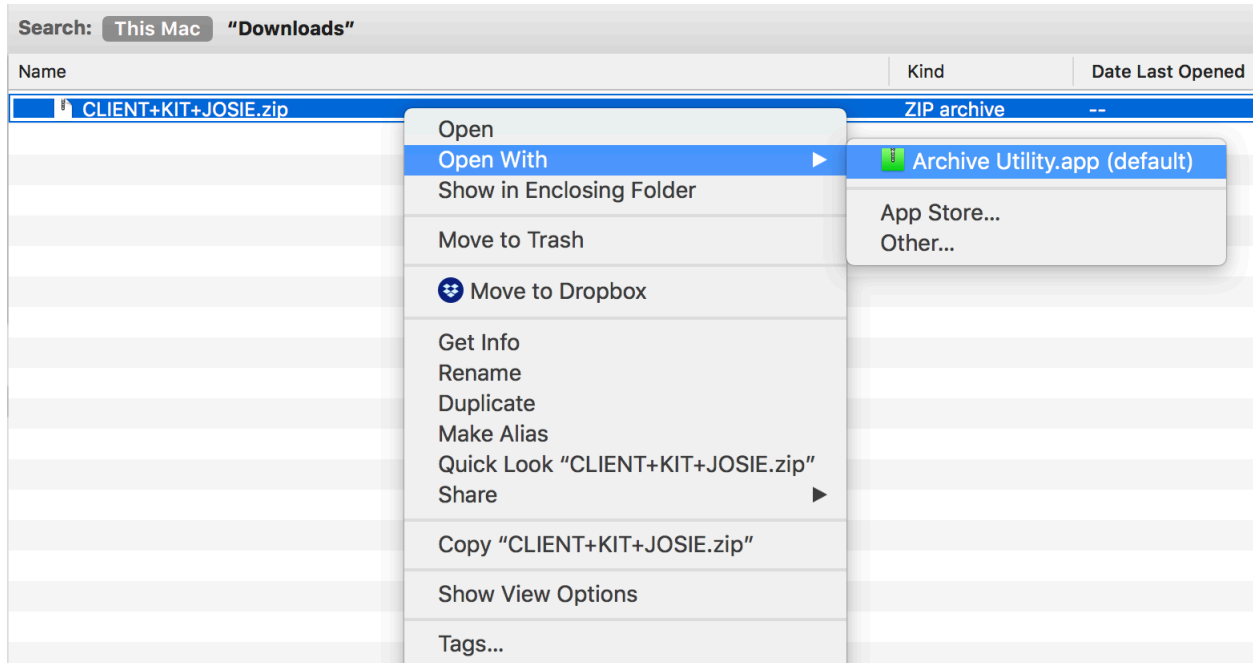 Search: This Mac “Downloads”
Name Kind Date Last Opened
CLIENT+KIT+JOSIE.zip ZIP archive --
Open
Open With
Archive Utility.app (default)
App Store...
Other...
Show in Enclosing Folder
Move to Trash
Move to Dropbox
Get Info
Rename
Duplicate
Make Alias
Quick Look “CLIENT+KIT+JOSIE.zip”
Share
Copy “CLIENT+KIT+JOSIE.zip”
Show View Options
Tags...